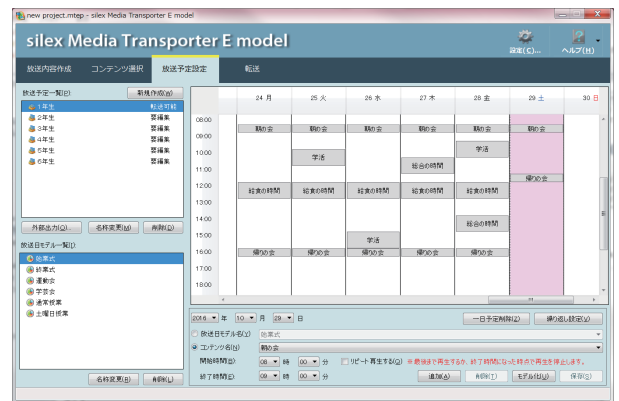 new project.mtep - silex Media Transporter E model
silex Media Transporter E model
設定(C)... ヘルプ(H)
放送内容作成 コンテンツ選択 放送予定設定 転送
放送予定一覧(P): 新規作成(W)
1年生 転送可能
2年生 要編集
3年生 要編集
4年生 要編集
5年生 要編集
6年生 要編集
外部出力(O)... 名称変更(M) 削除(D)
放送日モデル一覧(I):
始業式
終業式
運動会
学芸会
通常授業
土曜日授業
名称変更(B) 削除(L)
24 月 25 火 26 水 27 木 28 金 29 土 30 日
08:00
朝の会 朝の会 朝の会 朝の会 朝の会 朝の会
09:00
学活
10:00
学活
総合の時間
11:00
帰りの会
12:00
給食の時間 給食の時間 給食の時間 給食の時間 給食の時間
13:00
14:00
総合の時間
15:00
学活
16:00
帰りの会 帰りの会 帰りの会 帰りの会 帰りの会
17:00
18:00
2016 年 10 月 29 日 一日予定削除(Z) 繰り返し設定(V)
放送日モデル名(Y) 始業式
コンテンツ名(N) 朝の会
開始時間(S): 08 時 00 分 リピート再生する(Q) ※最後まで再生するか、終了時間になった時点で再生を停止します。
終了時間(E): 09 時 00 分 追加(A) 削除(T) モデル化(U) 保存(S)